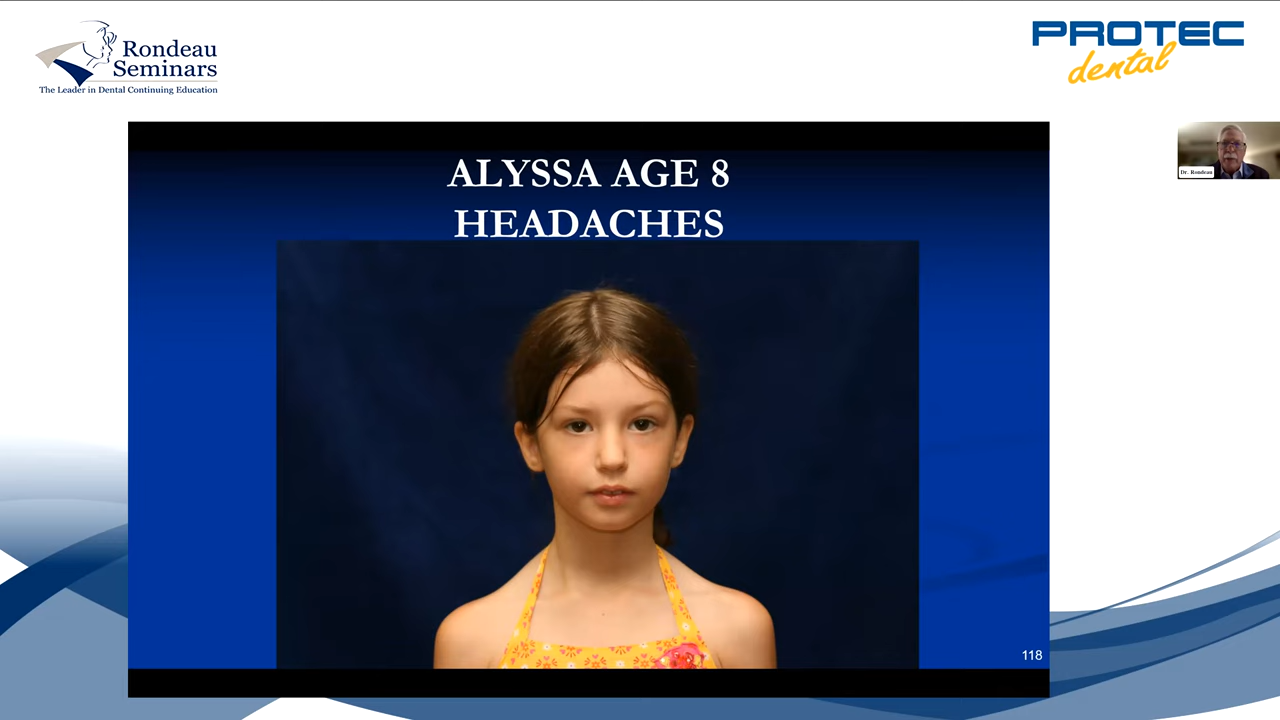 Rondeau
Seminars
The Leader in Dental Continuing Education
PROTEC
dental
Dr. Rondeau
ALYSSA AGE 8
HEADACHES
118